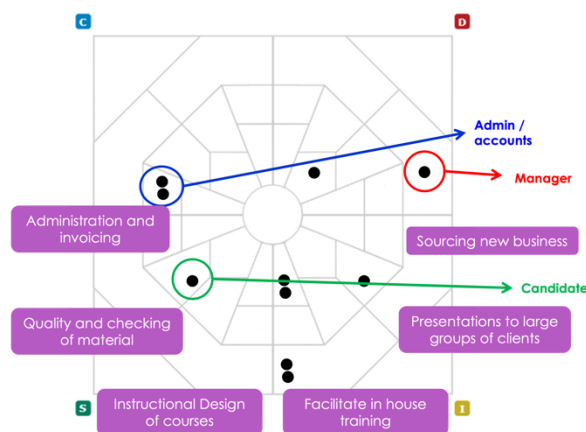 C
D
Admin /
accounts
Manager
Administration and
invoicing
Sourcing new business
Candidate
Quality and checking
of material
Presentations to large
groups of clients
S
Instructional Design
of courses
Facilitate in house
training
I